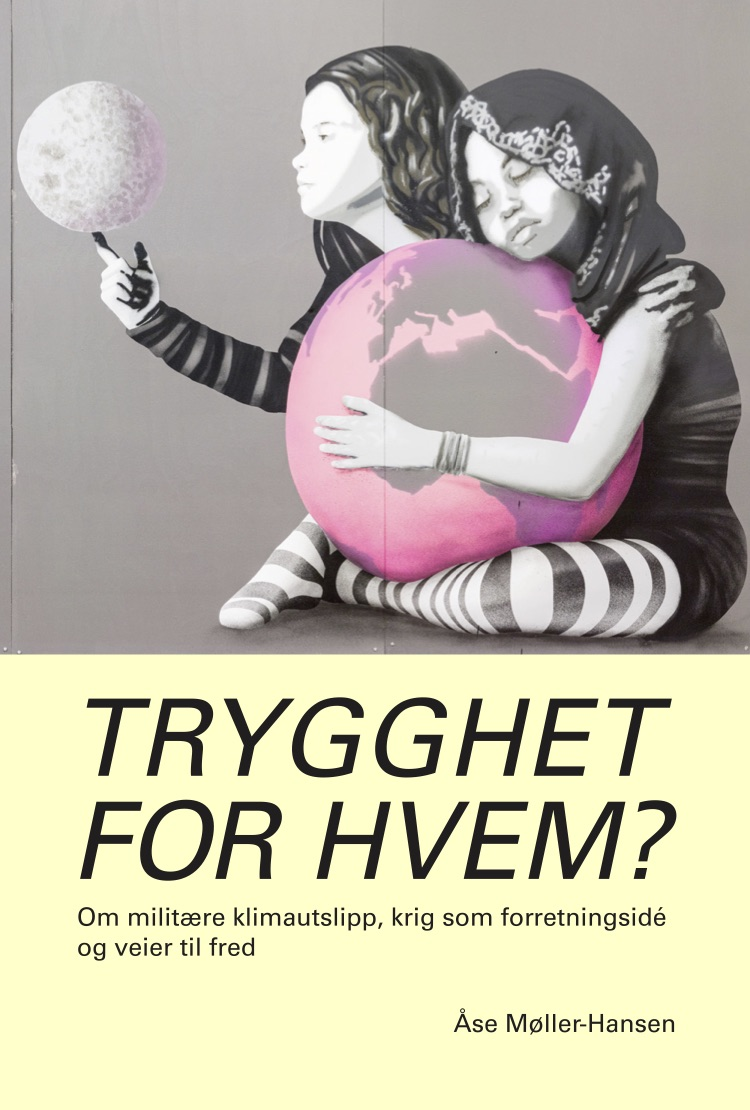 TRYGGHET
FOR HVEM?
Om militære klimautslipp, krig som forretningsidé
og veier til fred
Åse Møller-Hansen